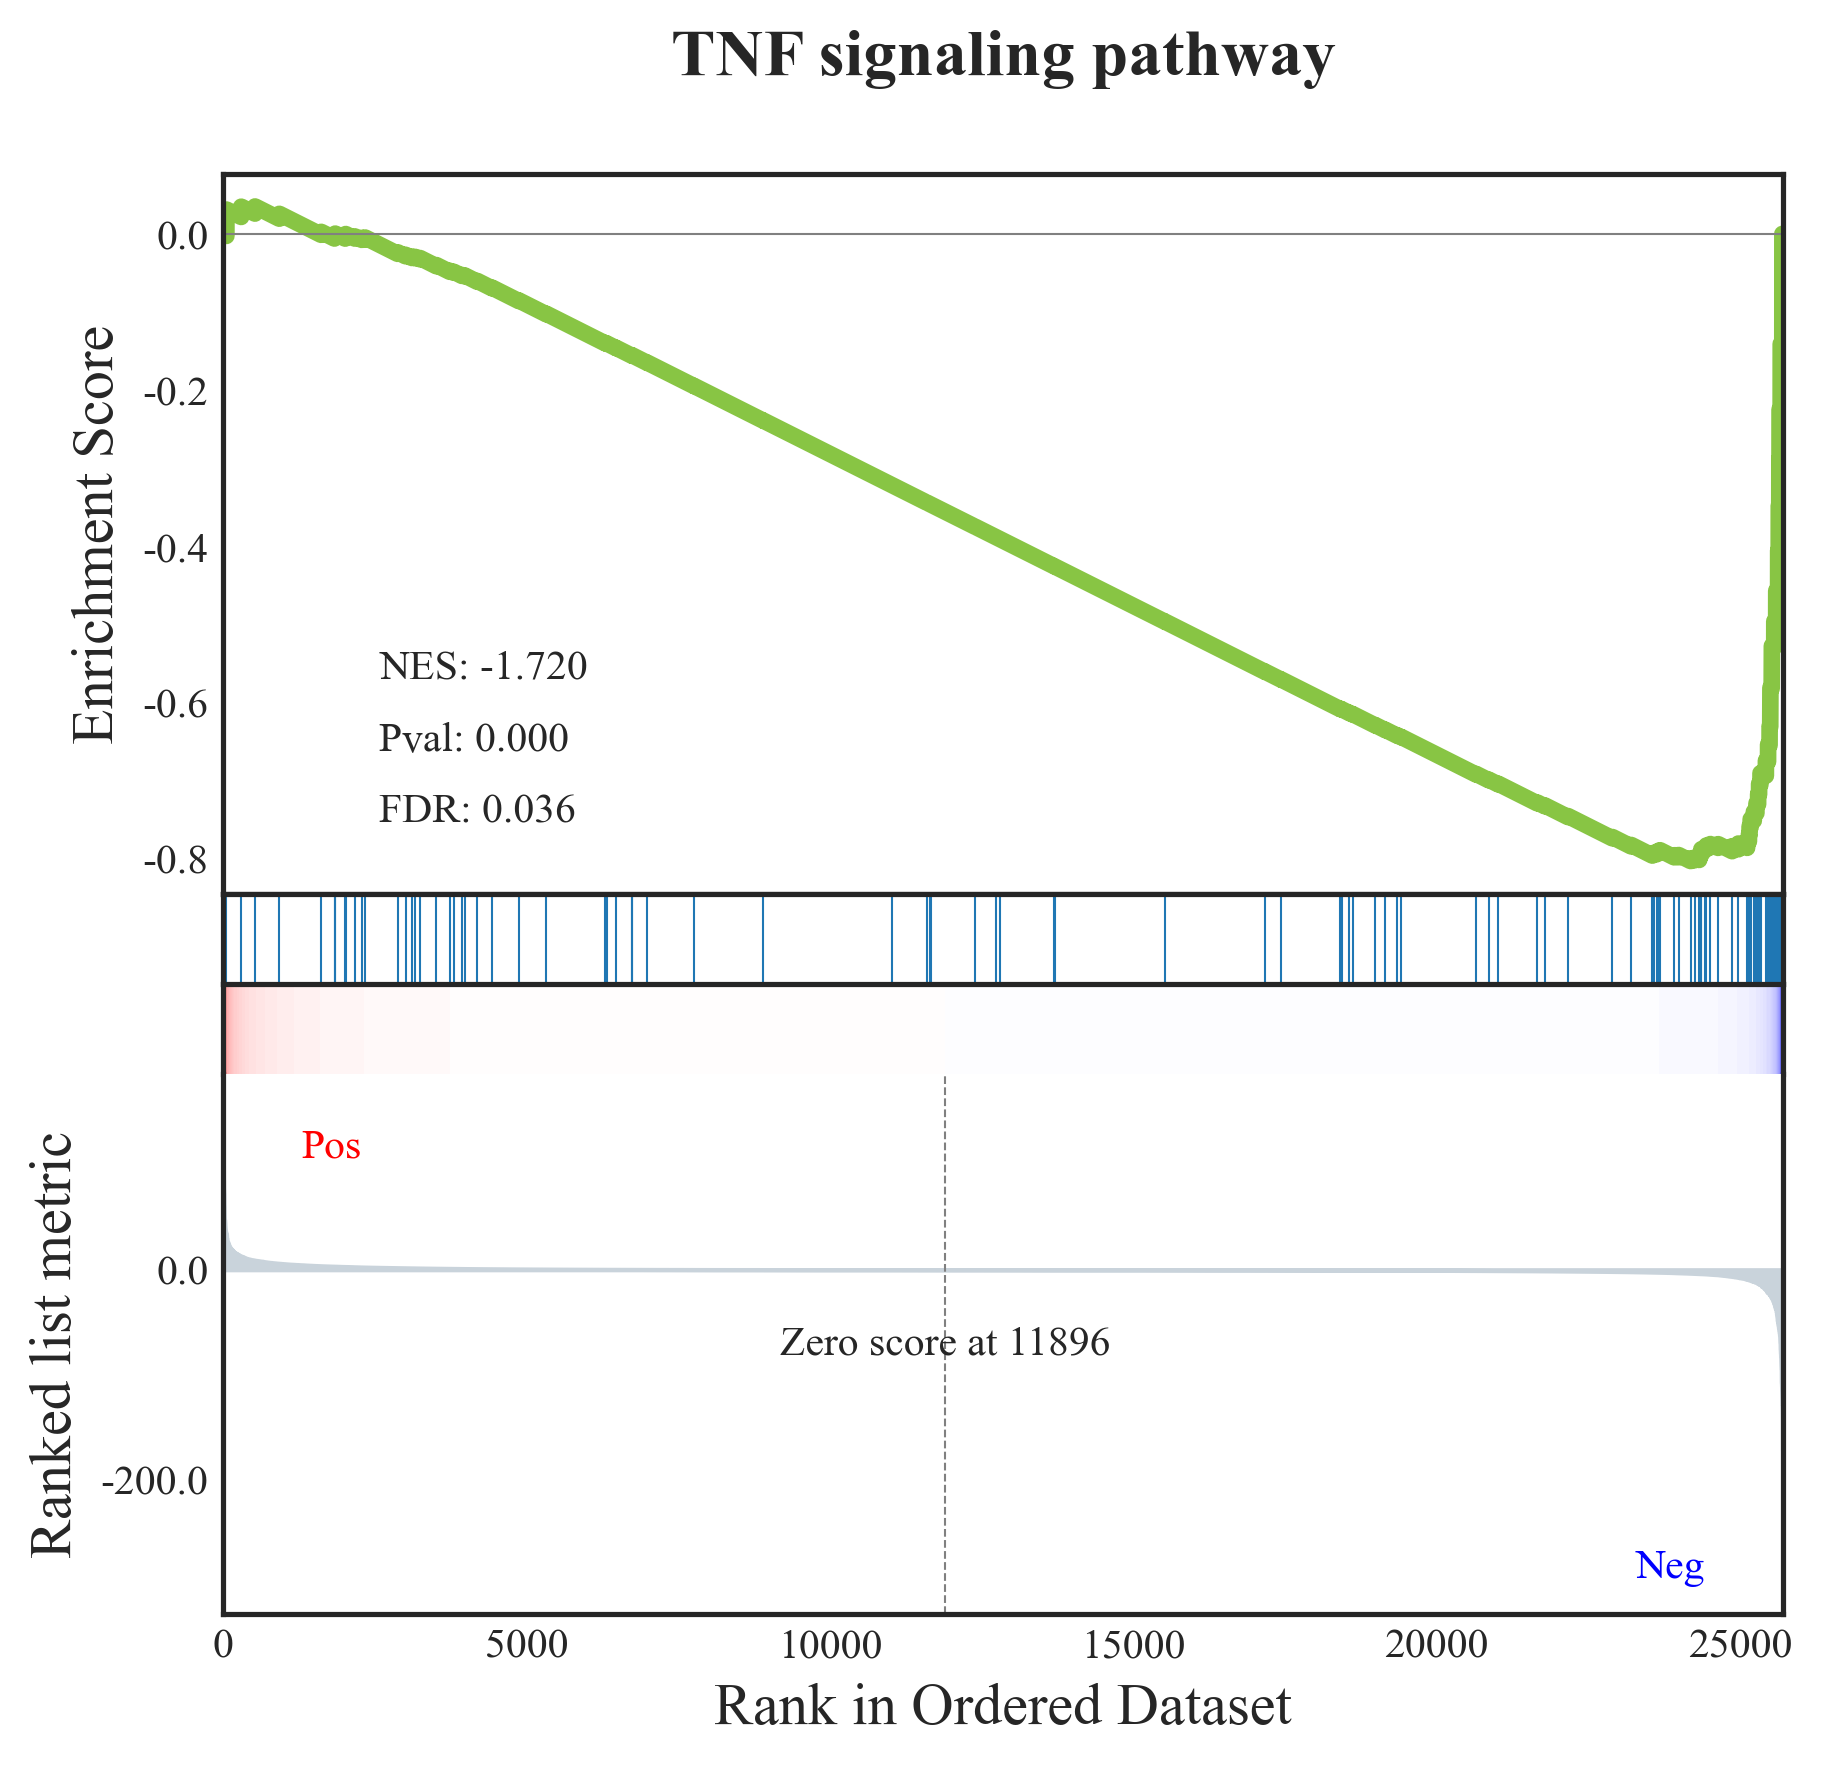 TNF signaling pathway
Enrichment Score
0.0
-0.2
-0.4
-0.6
-0.8
NES: -1.720
Pval: 0.000
FDR: 0.036
Ranked list metric
Pos
0.0
Zero score at 11896
-200.0
Neg
0 5000 10000 15000 20000 25000
Rank in Ordered Dataset